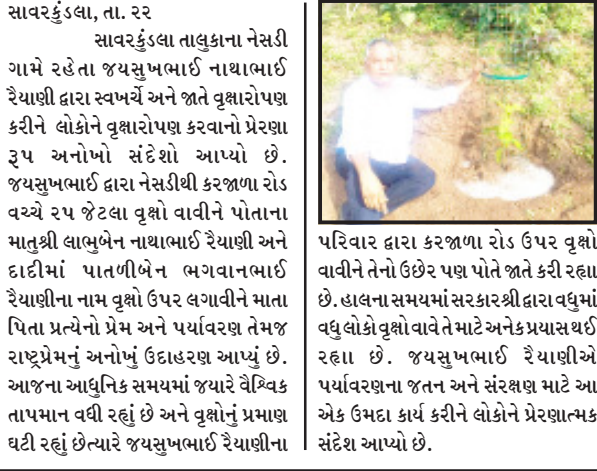 સાવરકુંડલા, તા. ૨૨
સાવરકુંડલા તાલુકાના નેસડી
ગામે રહેતા જયસુખભાઈ નાથાભાઈ
રૈયાણી દ્વારા સ્વખર્ચે અને જાતે વૃક્ષારોપણ
કરીને લોકોને વૃક્ષારોપણ કરવાનો પ્રેરણા
રૂપ અનોખો સંદેશો આપ્યો છે.
જયસુખભાઈ દ્વારા નેસડીથી કરજાળા રોડ
વચ્ચે ૨૫ જેટલા વૃક્ષો વાવીને પોતાના
માતુશ્રી લાભુબેન નાથાભાઈ રૈયાણી અને
દાદીમાં પાતળીબેન ભગવાનભાઈ
રૈયાણીના નામ વૃક્ષો ઉપર લગાવીને માતા
પિતા પ્રત્યેનો પ્રેમ અને પર્યાવરણ તેમજ
રાષ્ટ્રપ્રેમનું અનોખું ઉદાહરણ આપ્યું છે.
આજના આધુનિક સમયમાં જયારે વૈશ્વિક
તાપમાન વધી રહ્યું છે અને વૃક્ષોનું પ્રમાણ
ઘટી રહ્યું છેત્યારે જયસુખભાઈ રૈયાણીના
પરિવાર દ્વારા કરજાળા રોડ ઉપર વૃક્ષો
વાવીને તેનો ઉછેર પણ પોતે જાતે કરી રહ્યા
છે. હાલના સમયમાં સરકારશ્રી દ્વારા વધુમાં
વધુ લોકો વૃક્ષો વાવે તે માટે અનેક પ્રયાસ થઈ
રહ્યાા છે. જયસુખભાઈ રૈયાણીએ
પર્યાવરણના જતન અને સંરક્ષણ માટે આ
એક ઉમદા કાર્ય કરીને લોકોને પ્રેરણાત્મક
સંદેશ આપ્યો છે.